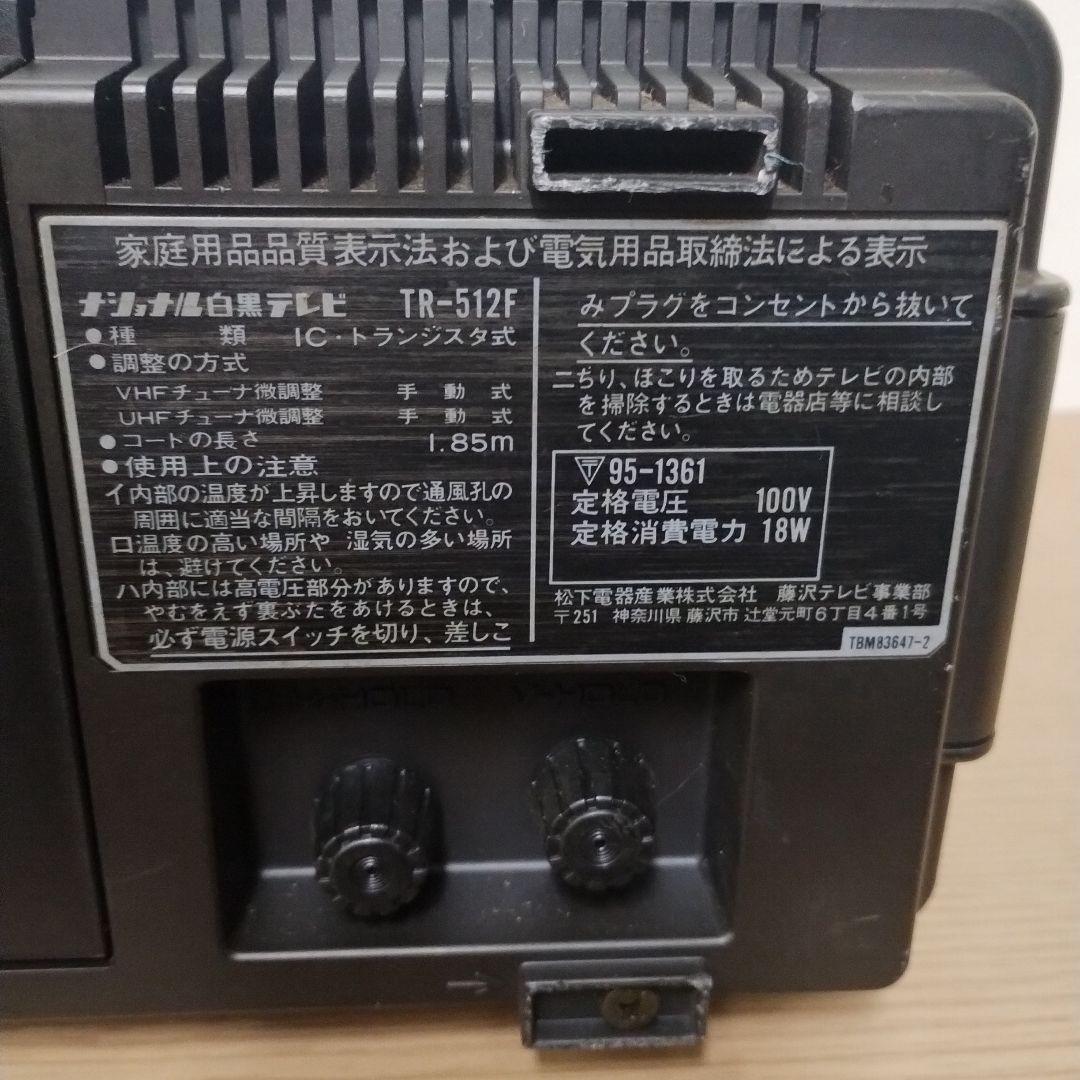 家庭用品品質表示法および電気用品取締法による表示
ナショナル白黒テレビ TR-512F
●種 類 IC・トランジスタ式
●調整の方式
VHFチューナ微調整 手動式
UHFチューナ微調整 手動式
●コードの長さ 1.85m
●使用上の注意
イ内部の温度が上昇しますので通風孔の
周囲に適当な間隔をおいてください。
ロ温度の高い場所や 湿気の多い場所
は、避けてください。
ハ内部には高電圧部分がありますので、
やむをえず裏ぶたをあけるときは、
必ず電源スイッチを切り、差しこ
みプラグをコンセントから抜いて
ください。
ニちり、ほこりを取るためテレビの内部
を掃除するときは電器店等に相談し
てください。
〒95-1361
定格電圧 100V
定格消費電力 18W
松下電器産業株式会社 藤沢テレビ事業部
〒251 神奈川県 藤沢市 辻堂元町6丁目4番1号
TBM83647-2
V-HOLD
→